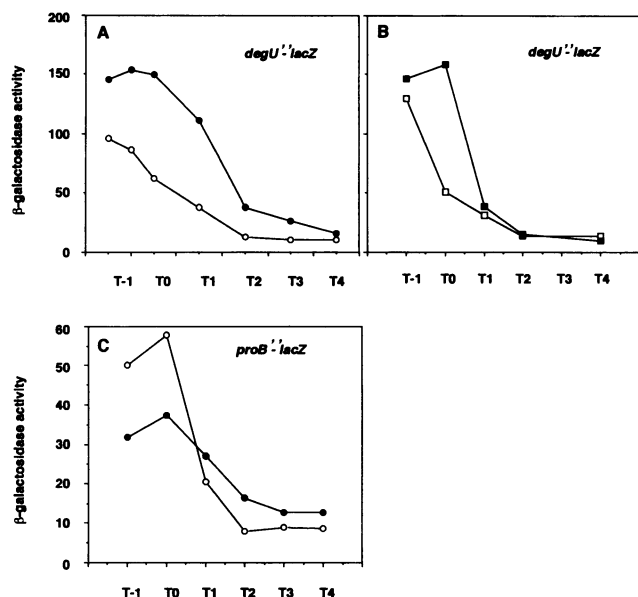 A
degU'-'lacZ
200
150
100
50
0
β-galactosidase activity
T-1 T0 T1 T2 T3 T4
B
degU'-'lacZ
T-1 T0 T1 T2 T3 T4
C
proB'-'lacZ
60
50
40
30
20
10
0
β-galactosidase activity
T-1 T0 T1 T2 T3 T4